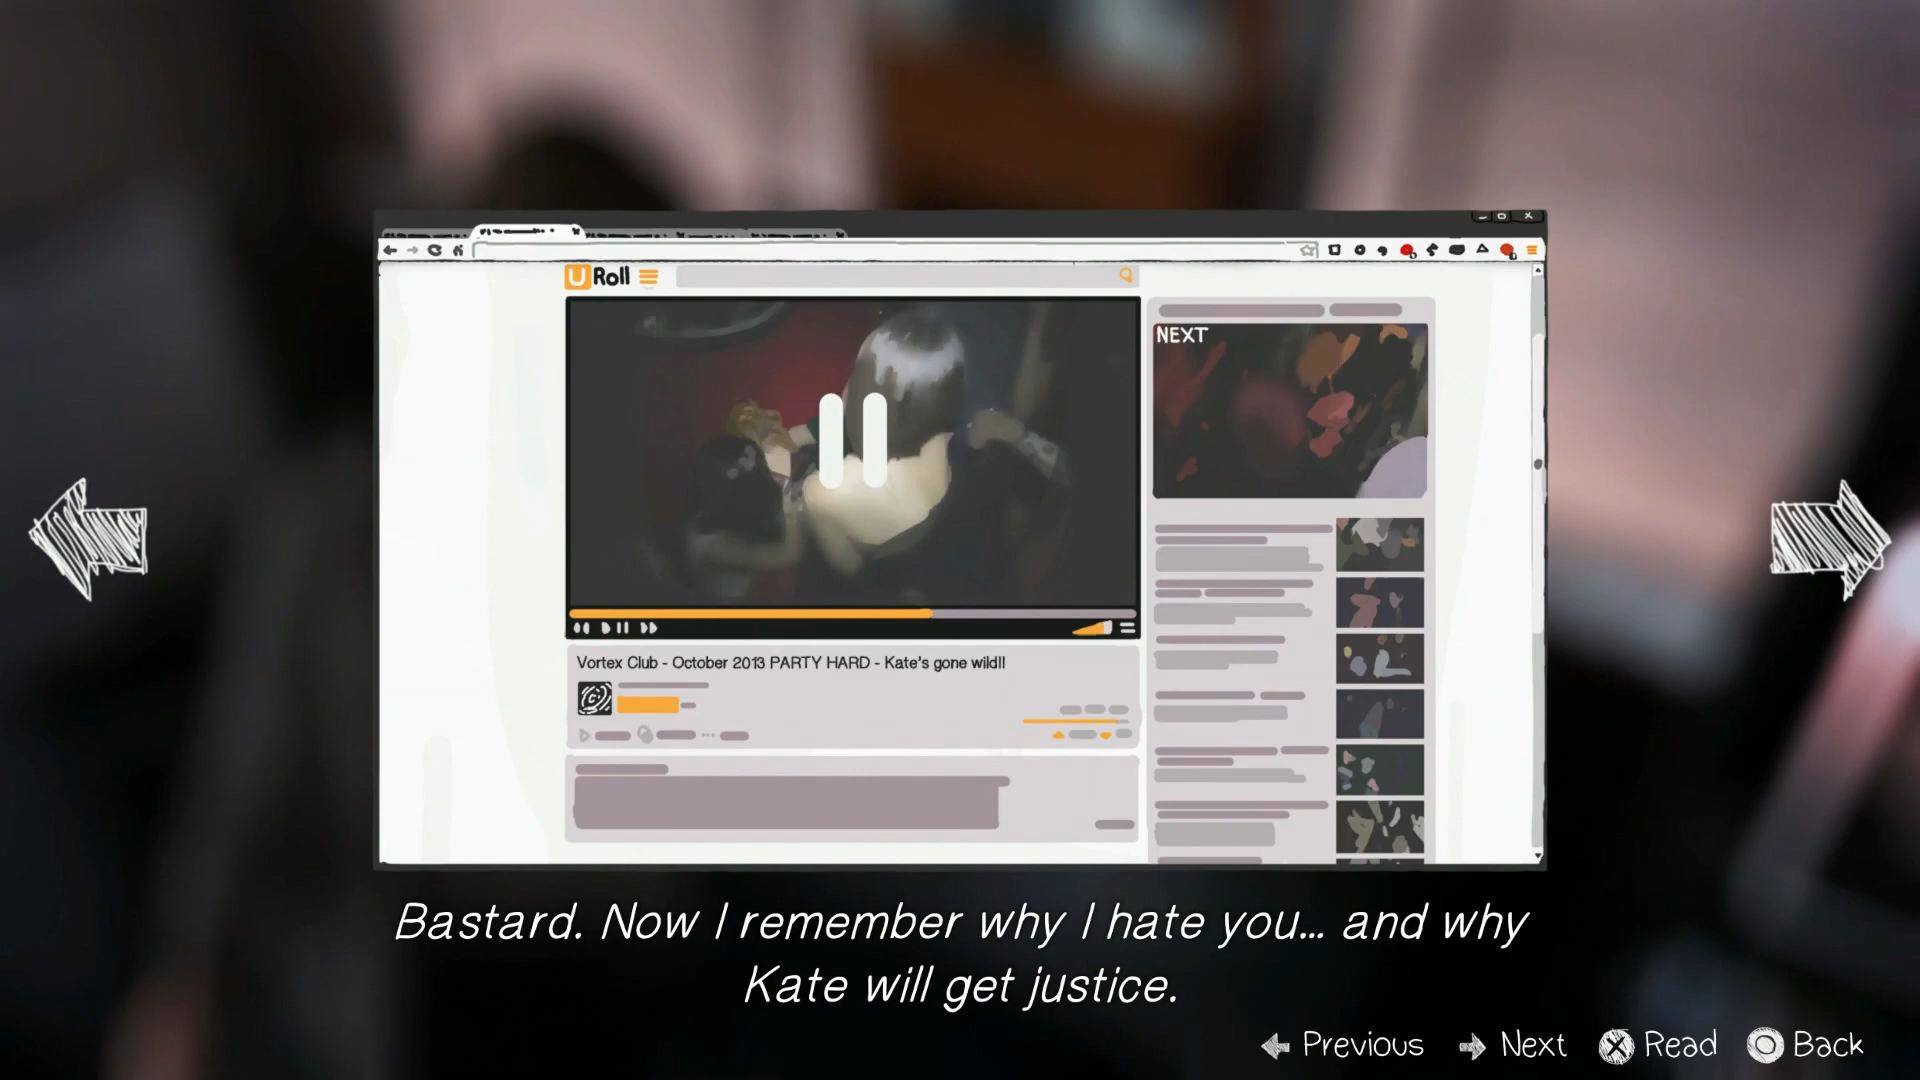 U Roll
NEXT
Vortex Club - October 2013 PARTY HARD - Kate's gone wild!!
Bastard. Now I remember why I hate you... and why
Kate will get justice.
Previous Next Read Back